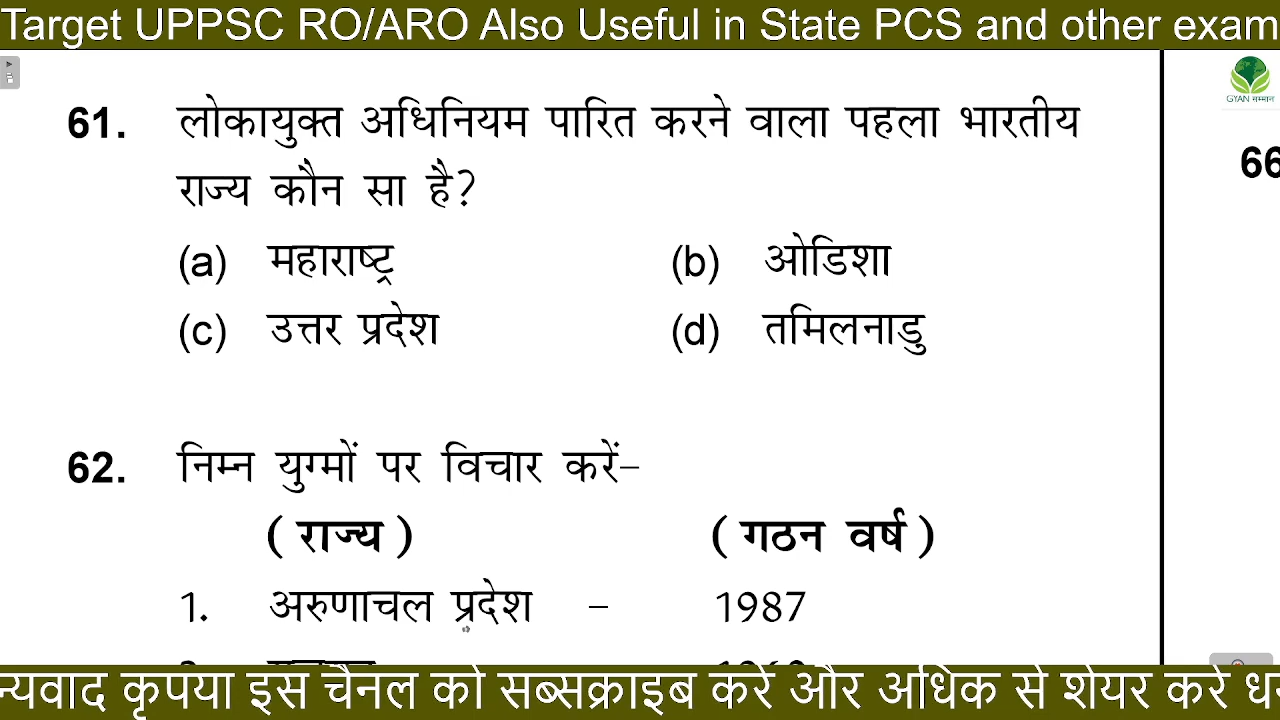 Target UPPSC RO/ARO Also Useful in State PCS and other exam
GYAN सम्मान
61. लोकायुक्त अधिनियम पारित करने वाला पहला भारतीय
राज्य कौन सा है?
(a) महाराष्ट्र (b) ओडिशा
(c) उत्तर प्रदेश (d) तमिलनाडु
62. निम्न युग्मों पर विचार करें–
(राज्य) (गठन वर्ष)
1. अरुणाचल प्रदेश – 1987
66
न्यवाद कृपया इस चैनल को सब्सक्राइब करे और अधिक से शेयर करे ध